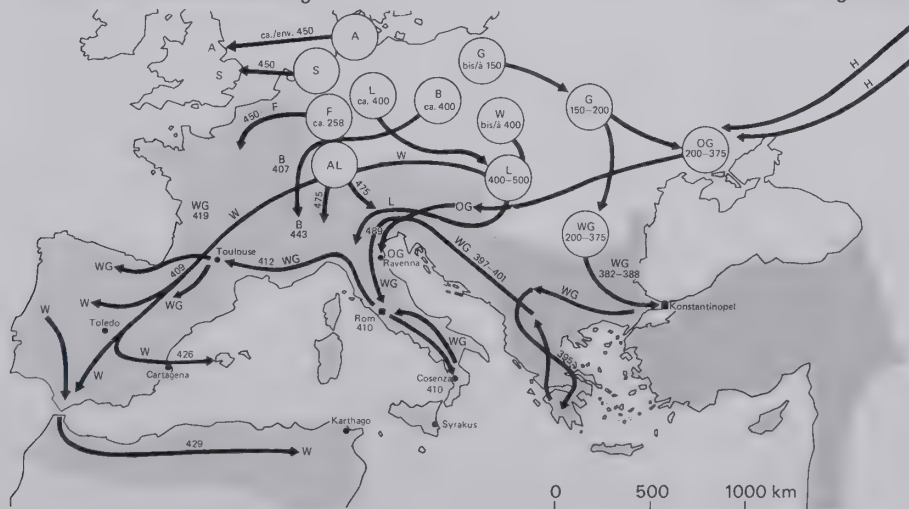 ca./env. 450
A
A
450
S
S
F
ca. 258
450
F
L
ca. 400
B
ca. 400
G
bis/à 150
W
bis/à 400
G
150–200
OG
200–375
H
H
B
407
AL
W
L
400–500
475
475
L
OG
WG
419
W
B
443
489
OG
Ravenna
WG
200–375
WG
382–388
WG 397–401
Toulouse
412
WG
WG
409
WG
W
WG
WG
Konstantinopel
Rom
410
WG
W
Toledo
W
W
426
Cartagena
Cosenza
410
Karthago
Syrakus
429
W
0
500
1000 km